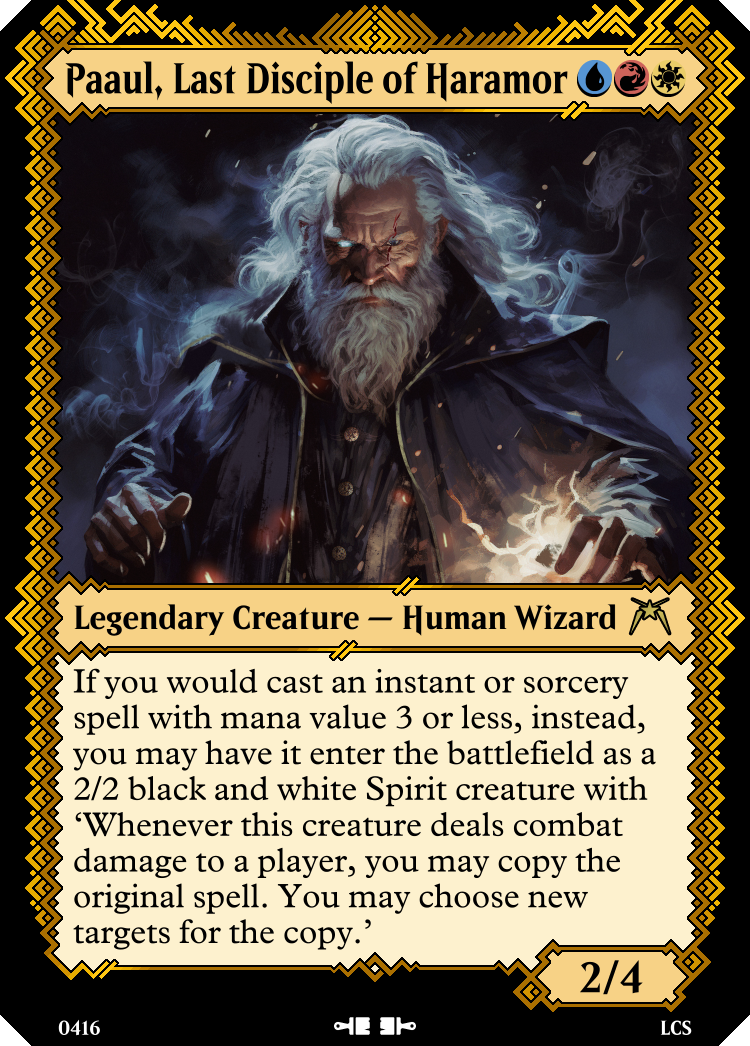 Paaul, Last Disciple of Haramor
Legendary Creature — Human Wizard
If you would cast an instant or sorcery
spell with mana value 3 or less, instead,
you may have it enter the battlefield as a
2/2 black and white Spirit creature with
‘Whenever this creature deals combat
damage to a player, you may copy the
original spell. You may choose new
targets for the copy.’
2/4
0416
LCS